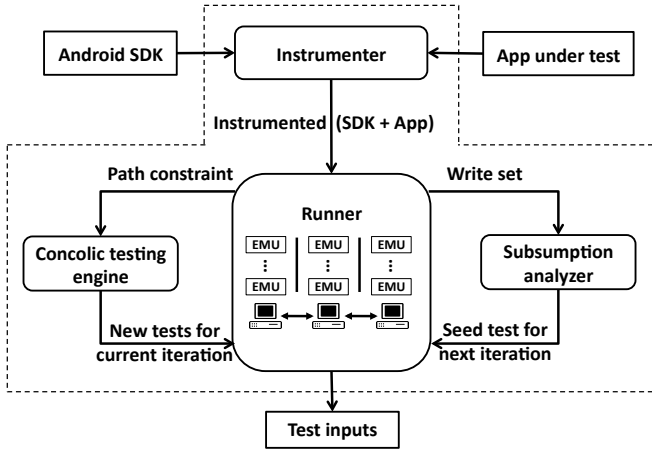 Android SDK
Instrumenter
App under test
Instrumented (SDK + App)
Path constraint
Write set
Runner
EMU EMU EMU
EMU EMU EMU
Concolic testing
engine
Subsumption
analyzer
New tests for
current iteration
Seed test for
next iteration
Test inputs